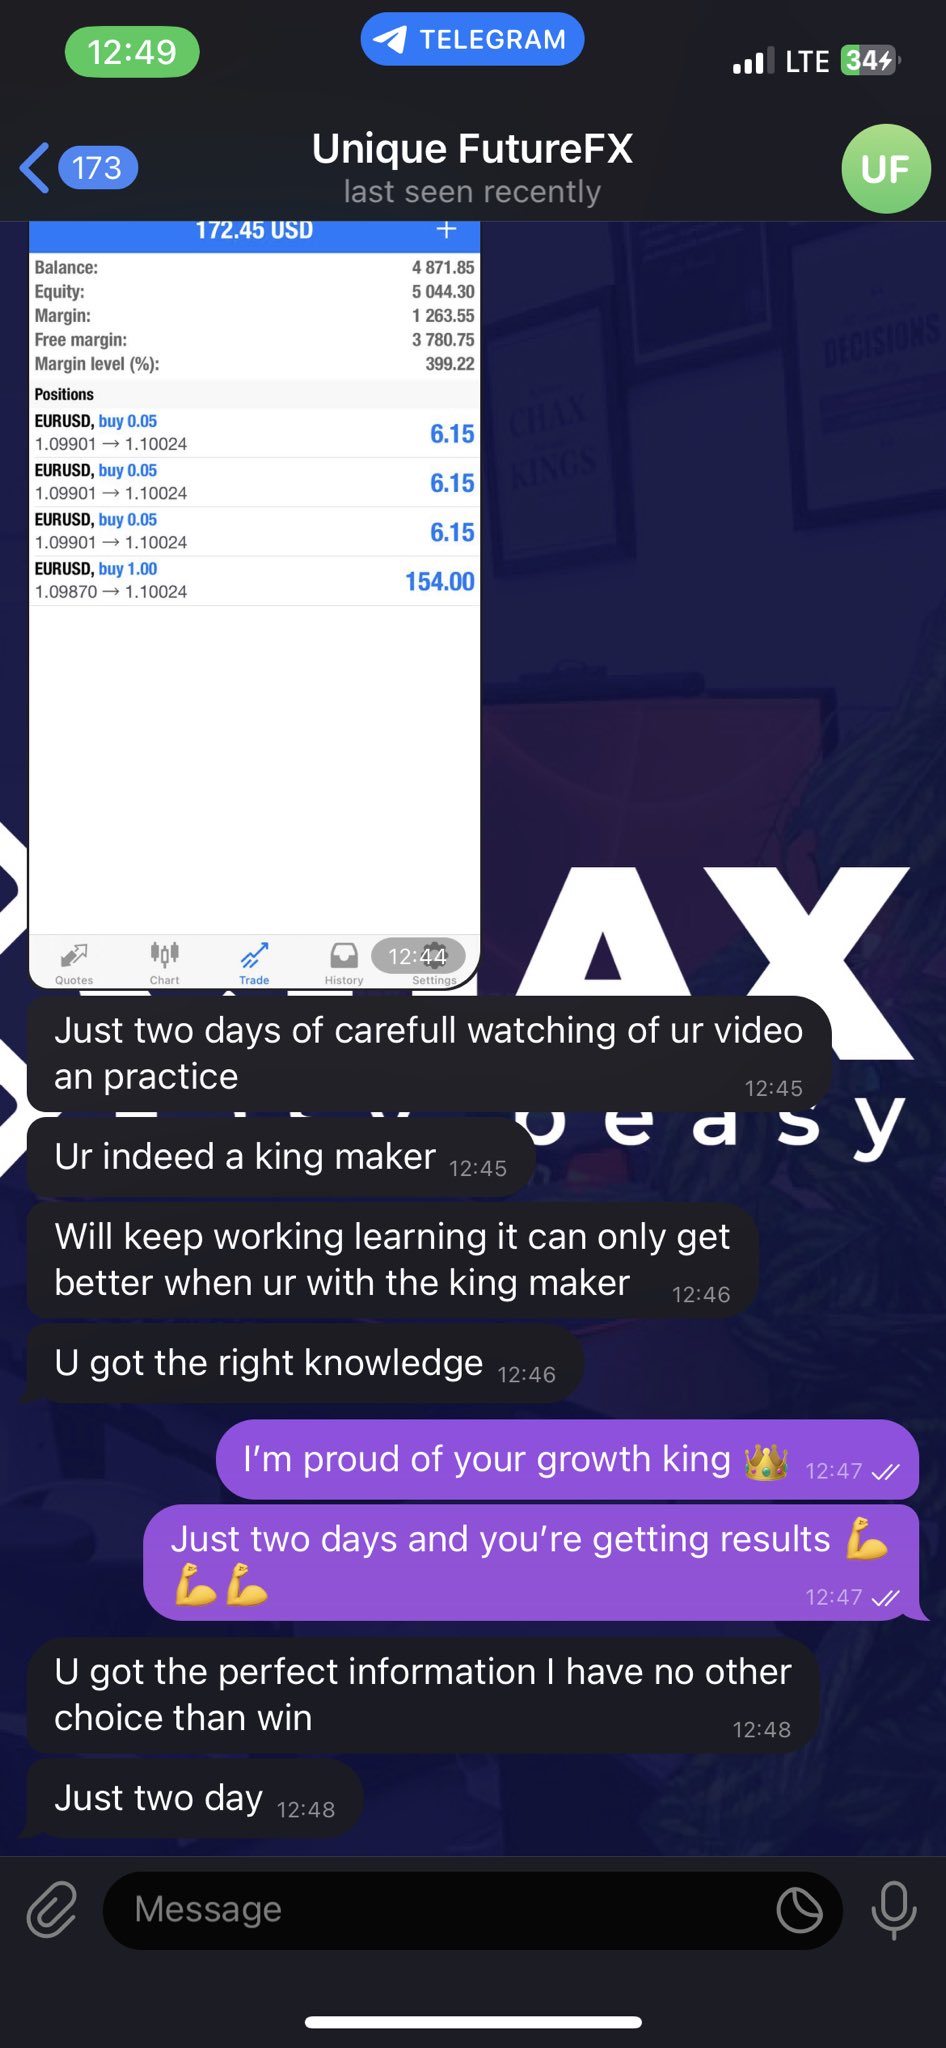 12:49
TELEGRAM
LTE
34
173
Unique FutureFX
last seen recently
UF
172.45 USD
+
Balance: 4 871.85
Equity: 5 044.30
Margin: 1 263.55
Free margin: 3 780.75
Margin level (%): 399.22
Positions
EURUSD, buy 0.05
1.09901 → 1.10024
6.15
EURUSD, buy 0.05
1.09901 → 1.10024
6.15
EURUSD, buy 0.05
1.09901 → 1.10024
6.15
EURUSD, buy 1.00
1.09870 → 1.10024
154.00
CHAX
KINGS
DECISIONS
Quotes
Chart
Trade
History
Settings
12:44
AX
easy
Just two days of carefull watching of ur video
an practice
12:45
Ur indeed a king maker 12:45
Will keep working learning it can only get
better when ur with the king maker 12:46
U got the right knowledge 12:46
I'm proud of your growth king 👑 12:47
Just two days and you're getting results 💪
💪💪 12:47
U got the perfect information I have no other
choice than win 12:48
Just two day 12:48
Message